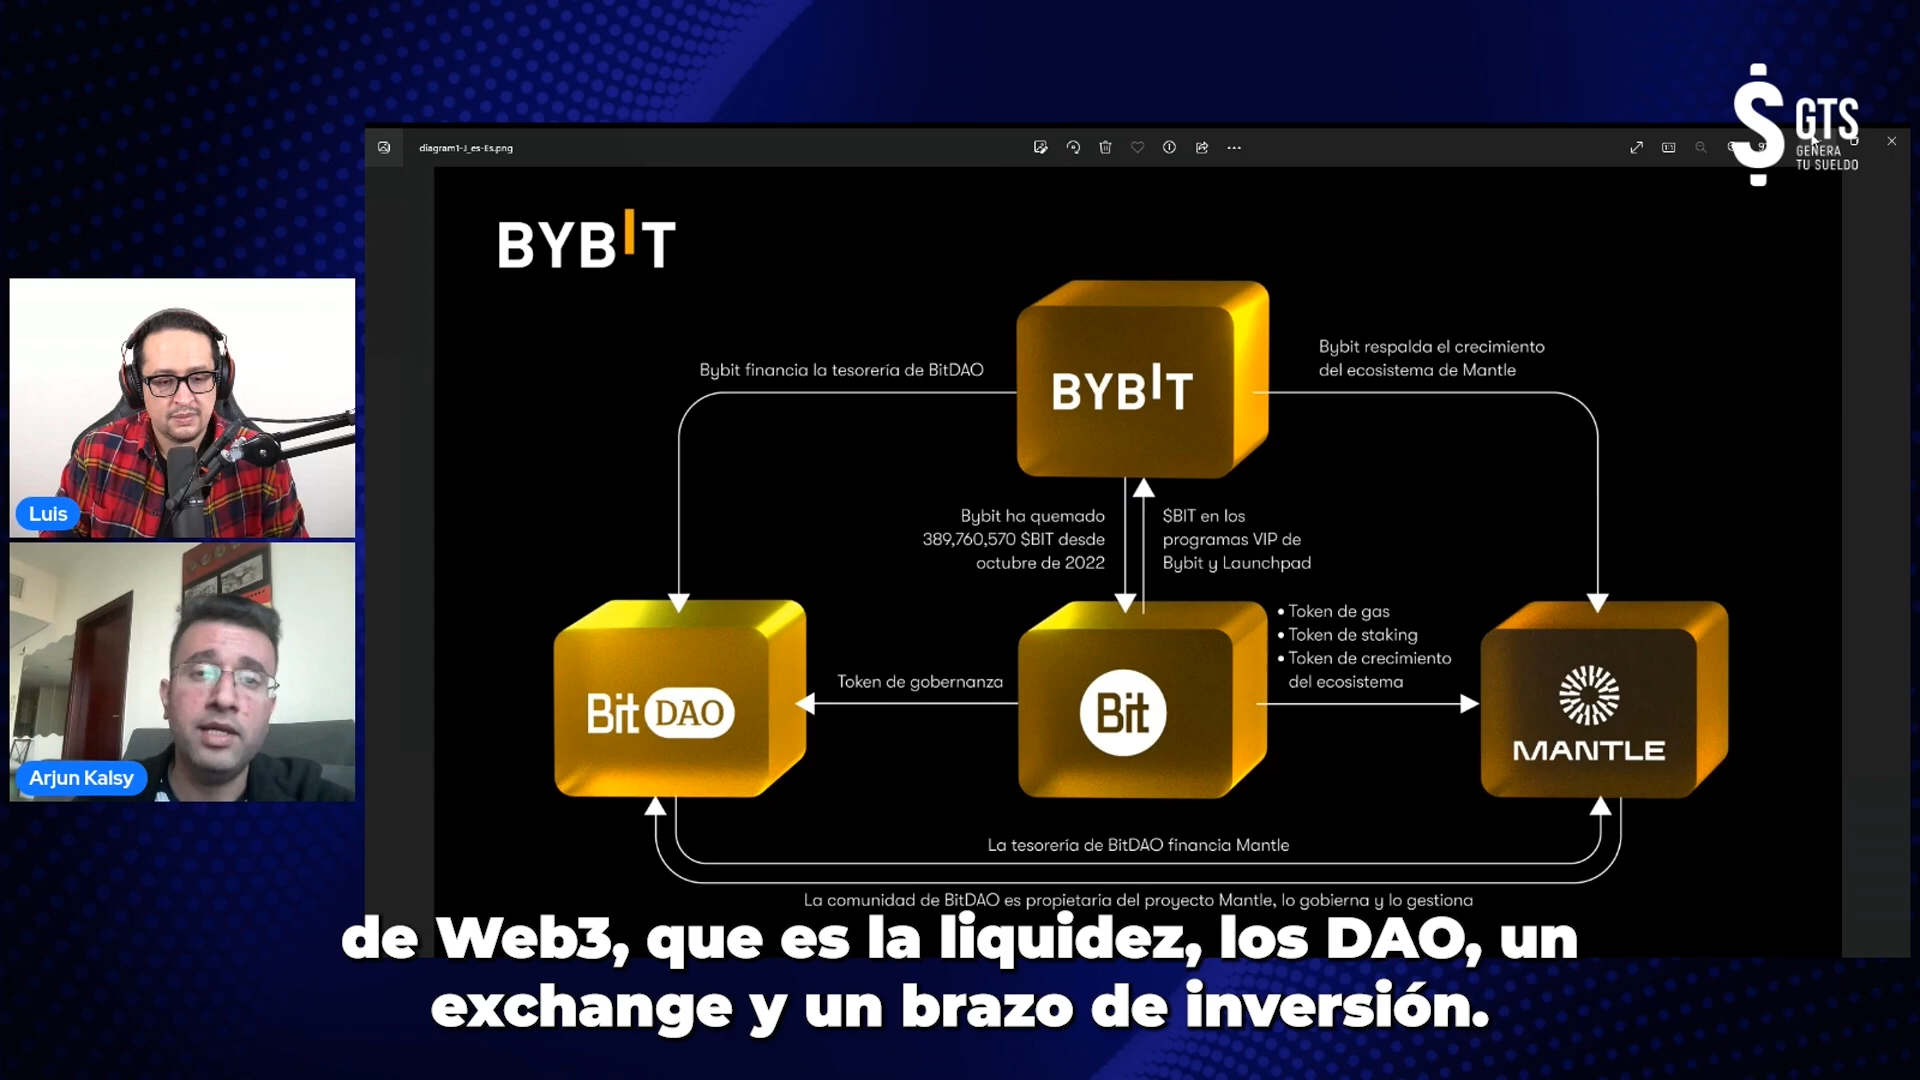 $ GTS
GENERA
TU SUELDO
diagram1-J_es-Es.png
BYBIT
Bybit financia la tesorería de BitDAO
BYBIT
Bybit respalda el crecimiento
del ecosistema de Mantle
Bybit ha quemado
389,760,570 $BIT desde
octubre de 2022
$BIT en los
programas VIP de
Bybit y Launchpad
Luis
BitDAO
Token de gobernanza
Bit
• Token de gas
• Token de staking
• Token de crecimiento
del ecosistema
MANTLE
Arjun Kalsy
La tesorería de BitDAO financia Mantle
La comunidad de BitDAO es propietaria del proyecto Mantle, lo gobierna y lo gestiona
de Web3, que es la liquidez, los DAO, un
exchange y un brazo de inversión.